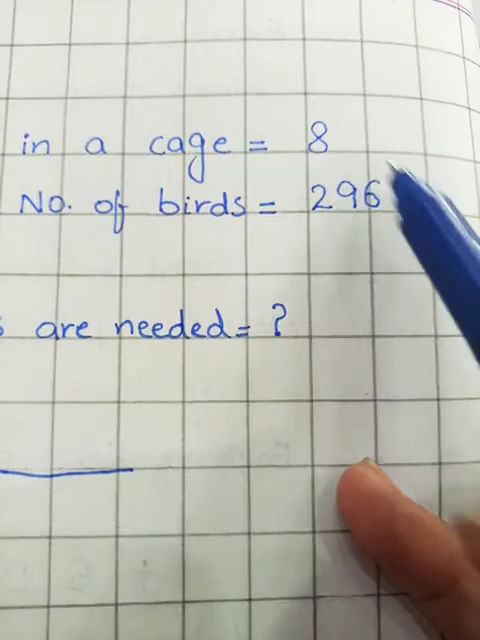 in a cage = 8
No. of birds = 296
are needed = ?